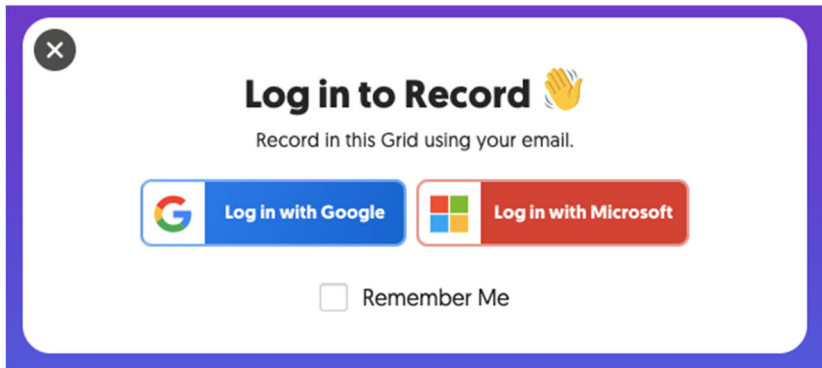 Log in to Record
Record in this Grid using your email.
Log in with Google
Log in with Microsoft
Remember Me